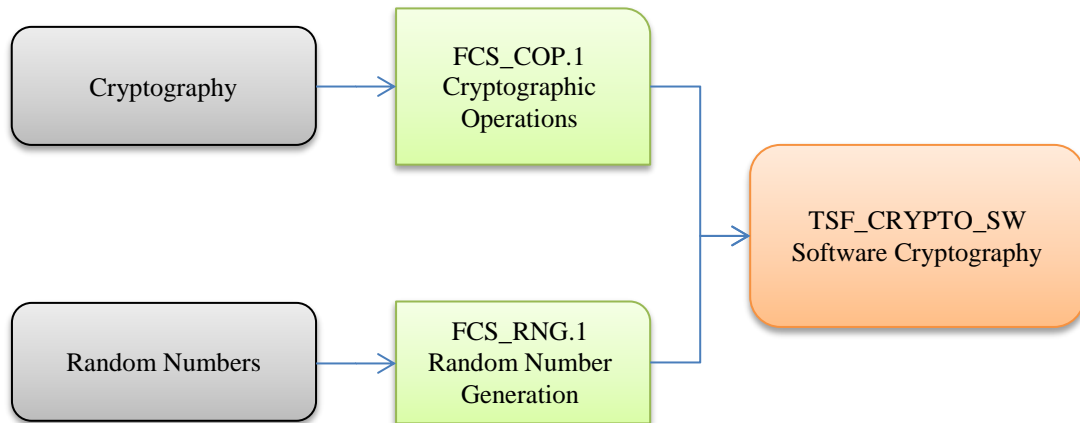 Cryptography
FCS_COP.1
Cryptographic
Operations
TSF_CRYPTO_SW
Software Cryptography
Random Numbers
FCS_RNG.1
Random Number
Generation